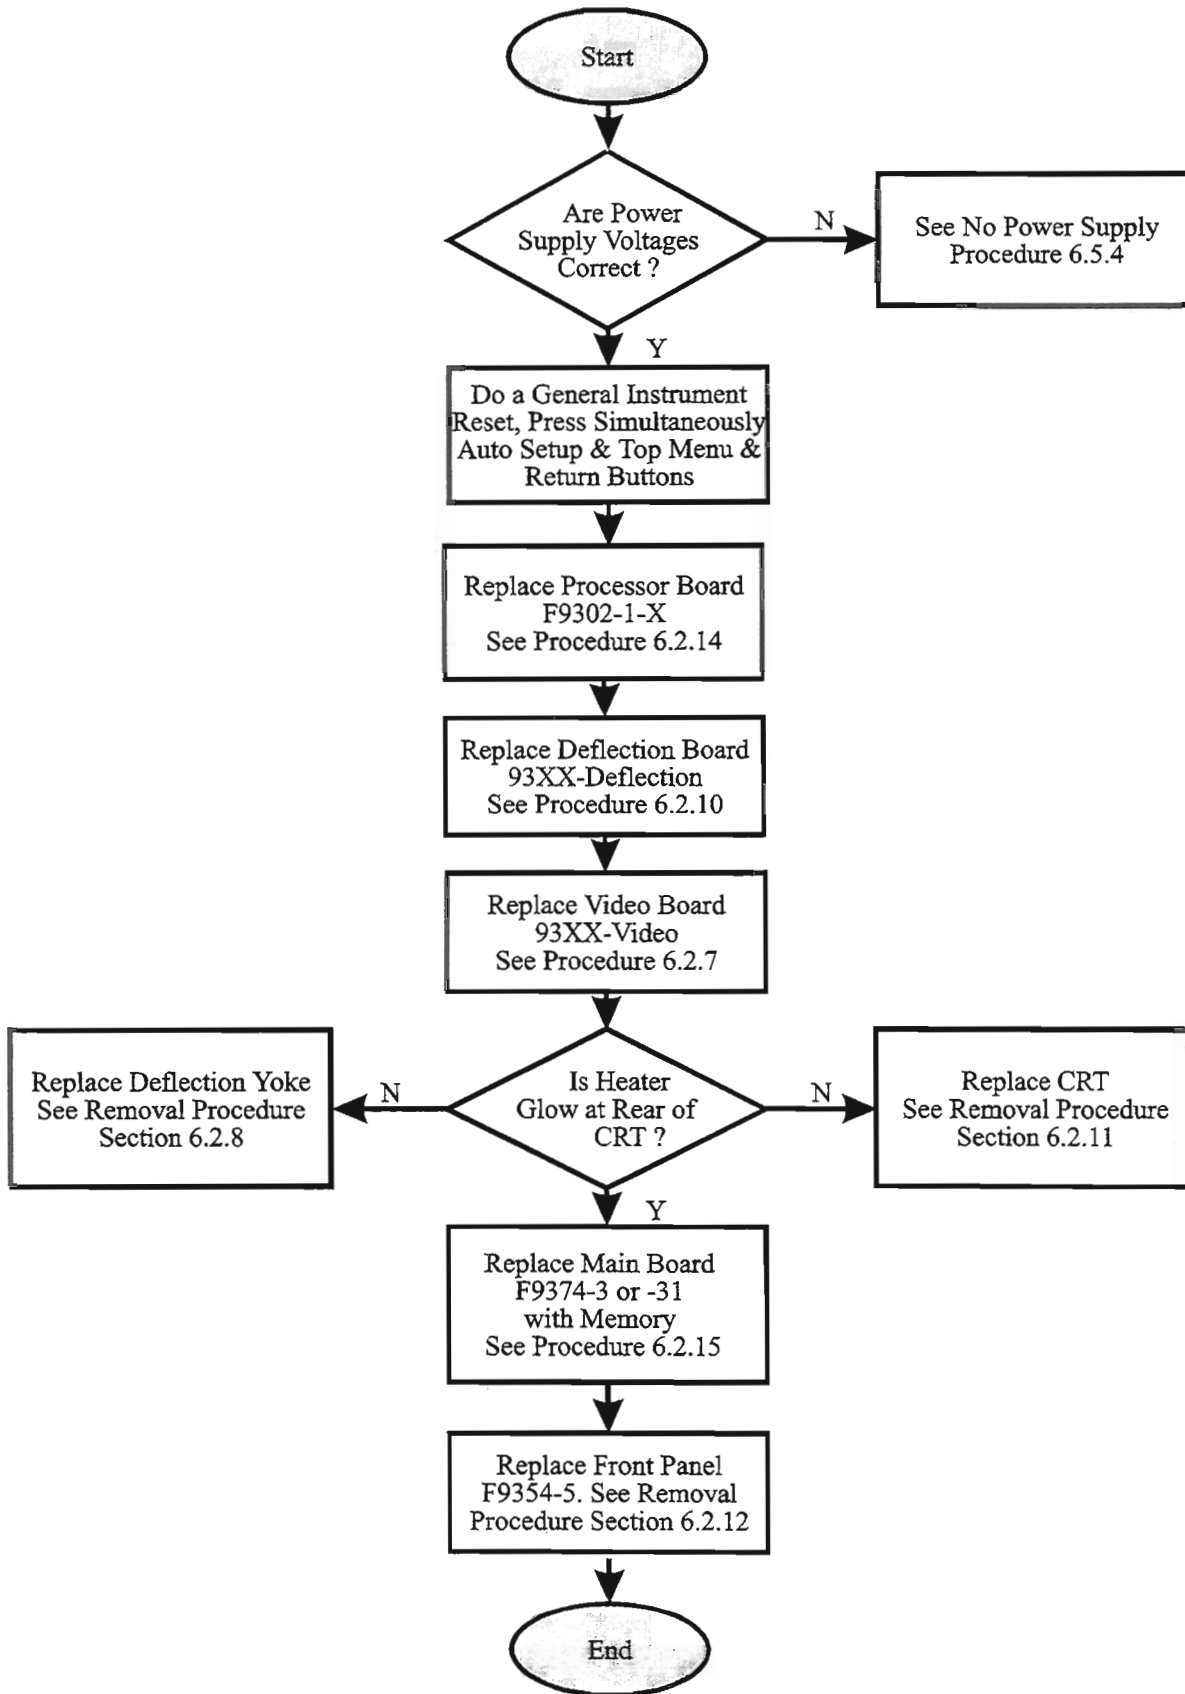 Start
Are Power
Supply Voltages
Correct ?
N
See No Power Supply
Procedure 6.5.4
Y
Do a General Instrument
Reset, Press Simultaneously
Auto Setup & Top Menu &
Return Buttons
Replace Processor Board
F9302-1-X
See Procedure 6.2.14
Replace Deflection Board
93XX-Deflection
See Procedure 6.2.10
Replace Video Board
93XX-Video
See Procedure 6.2.7
Is Heater
Glow at Rear of
CRT ?
N
Replace Deflection Yoke
See Removal Procedure
Section 6.2.8
N
Replace CRT
See Removal Procedure
Section 6.2.11
Y
Replace Main Board
F9374-3 or -31
with Memory
See Procedure 6.2.15
Replace Front Panel
F9354-5. See Removal
Procedure Section 6.2.12
End